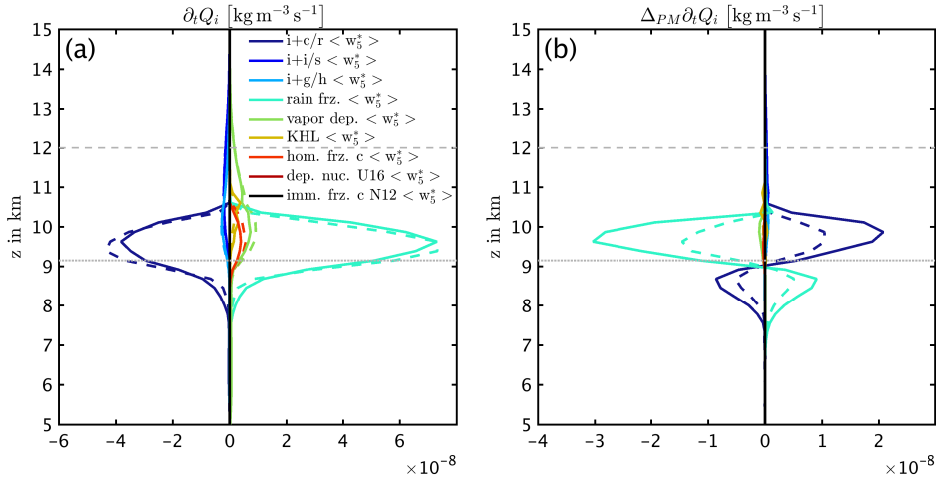 ∂ₜQᵢ [kg m⁻³ s⁻¹]
(a)
i+c/r < w₅* >
i+i/s < w₅* >
i+g/h < w₅* >
rain frz. < w₅* >
vapor dep. < w₅* >
KHL < w₅* >
hom. frz. c < w₅* >
dep. nuc. U16 < w₅* >
imm. frz. c N12 < w₅* >
z in km
15
14
13
12
11
10
9
8
7
6
5
-6 -4 -2 0 2 4 6
×10⁻⁸
Δ_PM ∂ₜQᵢ [kg m⁻³ s⁻¹]
(b)
z in km
15
14
13
12
11
10
9
8
7
6
5
-4 -3 -2 -1 0 1 2
×10⁻⁸